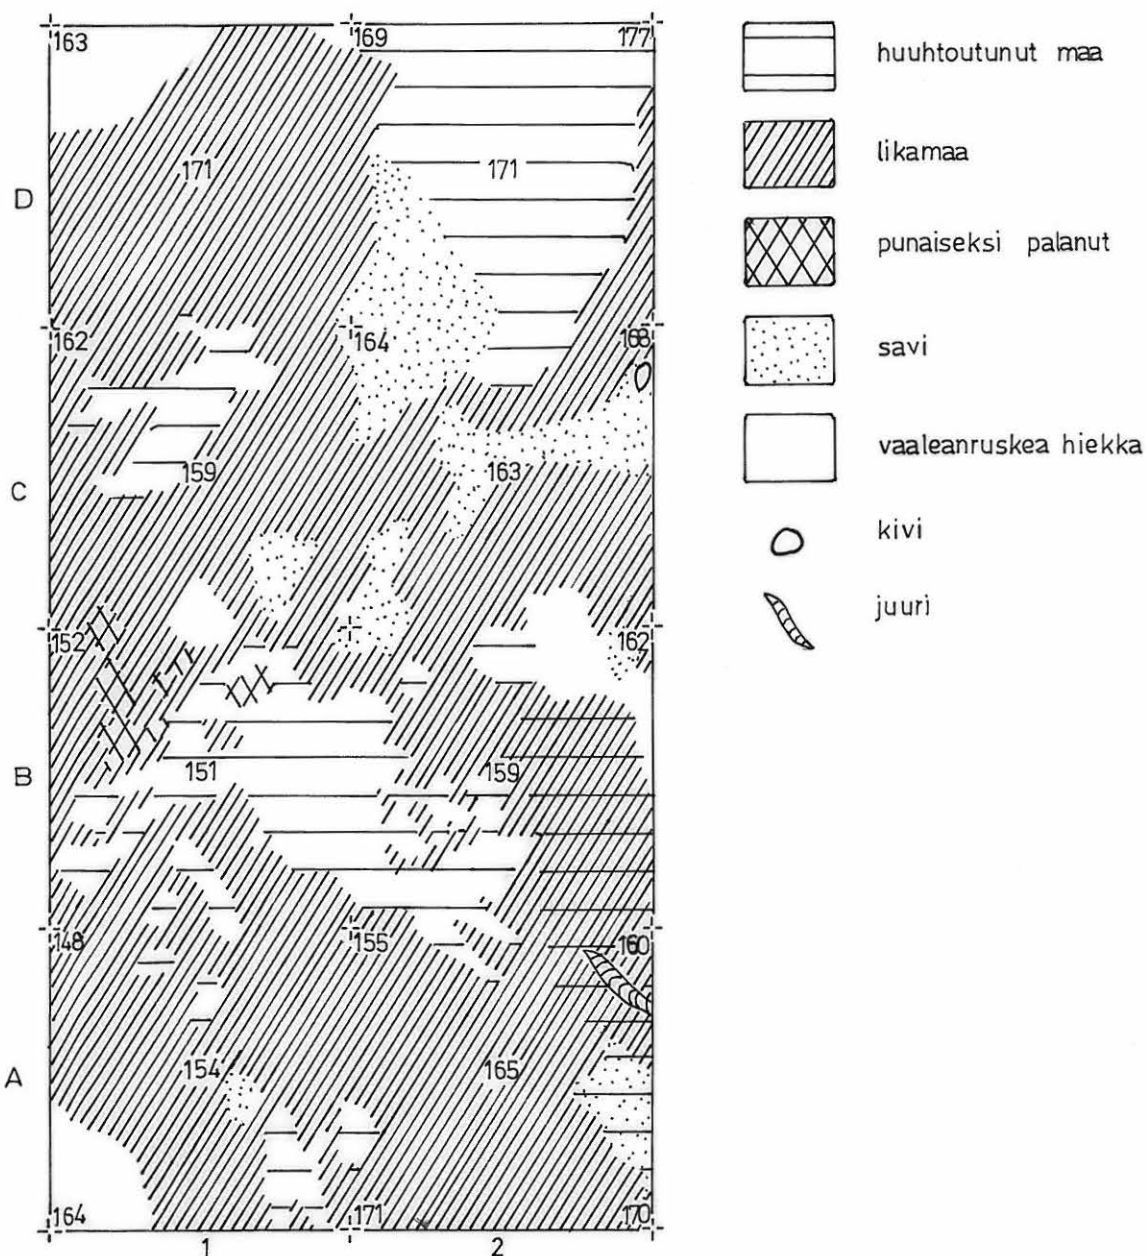 163 169 177
171 171
D
162 164 168
159 163
C
152 162
151 159
B
148 155 160
154 165
A
164 171 170
1 2
huuhtoutunut maa
likamaa
punaiseksi palanut
savi
vaaleanruskea hiekka
kivi
juuri